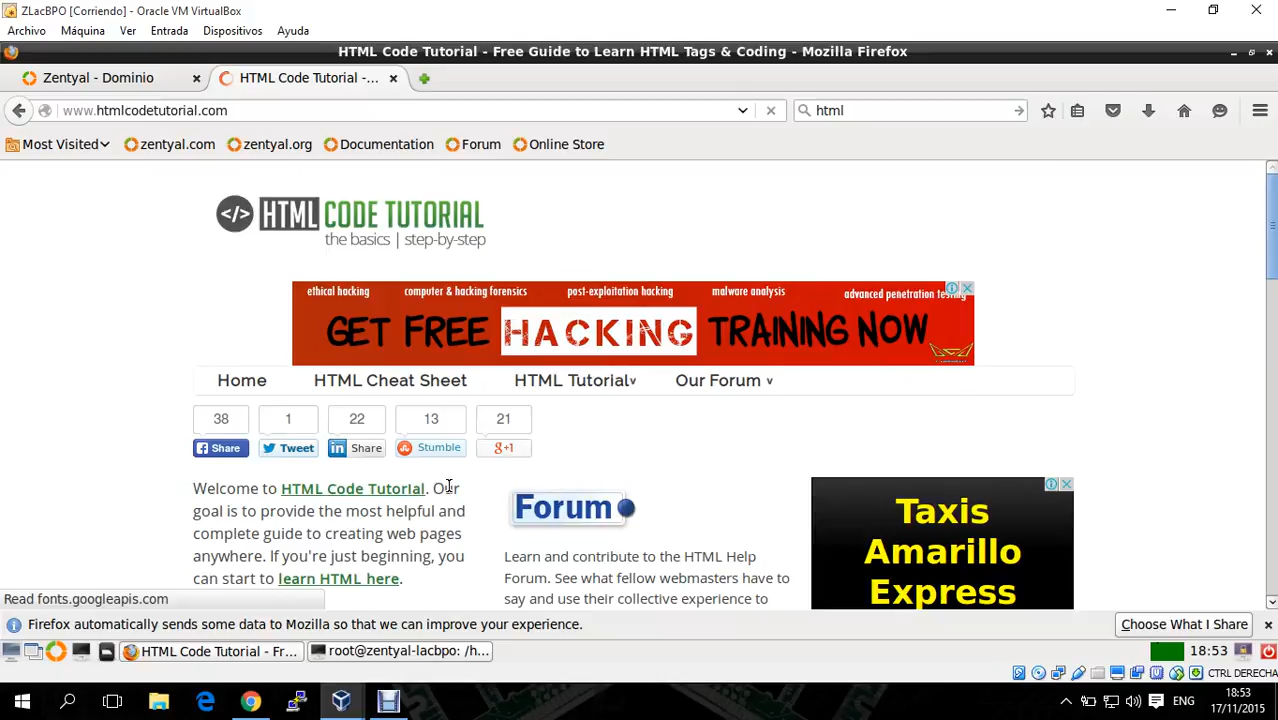 ZLacBPO [Corriendo] - Oracle VM VirtualBox
Archivo Máquina Ver Entrada Dispositivos Ayuda
HTML Code Tutorial - Free Guide to Learn HTML Tags & Coding - Mozilla Firefox
Zentyal - Dominio
HTML Code Tutorial -...
www.htmlcodetutorial.com
html
Most Visited
zentyal.com
zentyal.org
Documentation
Forum
Online Store
</> HTML CODE TUTORIAL
the basics | step-by-step
ethical hacking computer & hacking forensics post-exploitation hacking malware analysis advanced penetration testing
GET FREE HACKING TRAINING NOW
Home HTML Cheat Sheet HTML Tutorial Our Forum
38 1 22 13 21
Share Tweet in Share Stumble g+1
Welcome to HTML Code Tutorial. Our
goal is to provide the most helpful and
complete guide to creating web pages
anywhere. If you're just beginning, you
can start to learn HTML here.
Forum
Learn and contribute to the HTML Help
Forum. See what fellow webmasters have to
say and use their collective experience to
Taxis
Amarillo
Express
Read fonts.googleapis.com
Firefox automatically sends some data to Mozilla so that we can improve your experience.
Choose What I Share
HTML Code Tutorial - Fr...
root@zentyal-lacbpo: /h...
18:53
CTRL DERECHA
ENG
18:53
17/11/2015